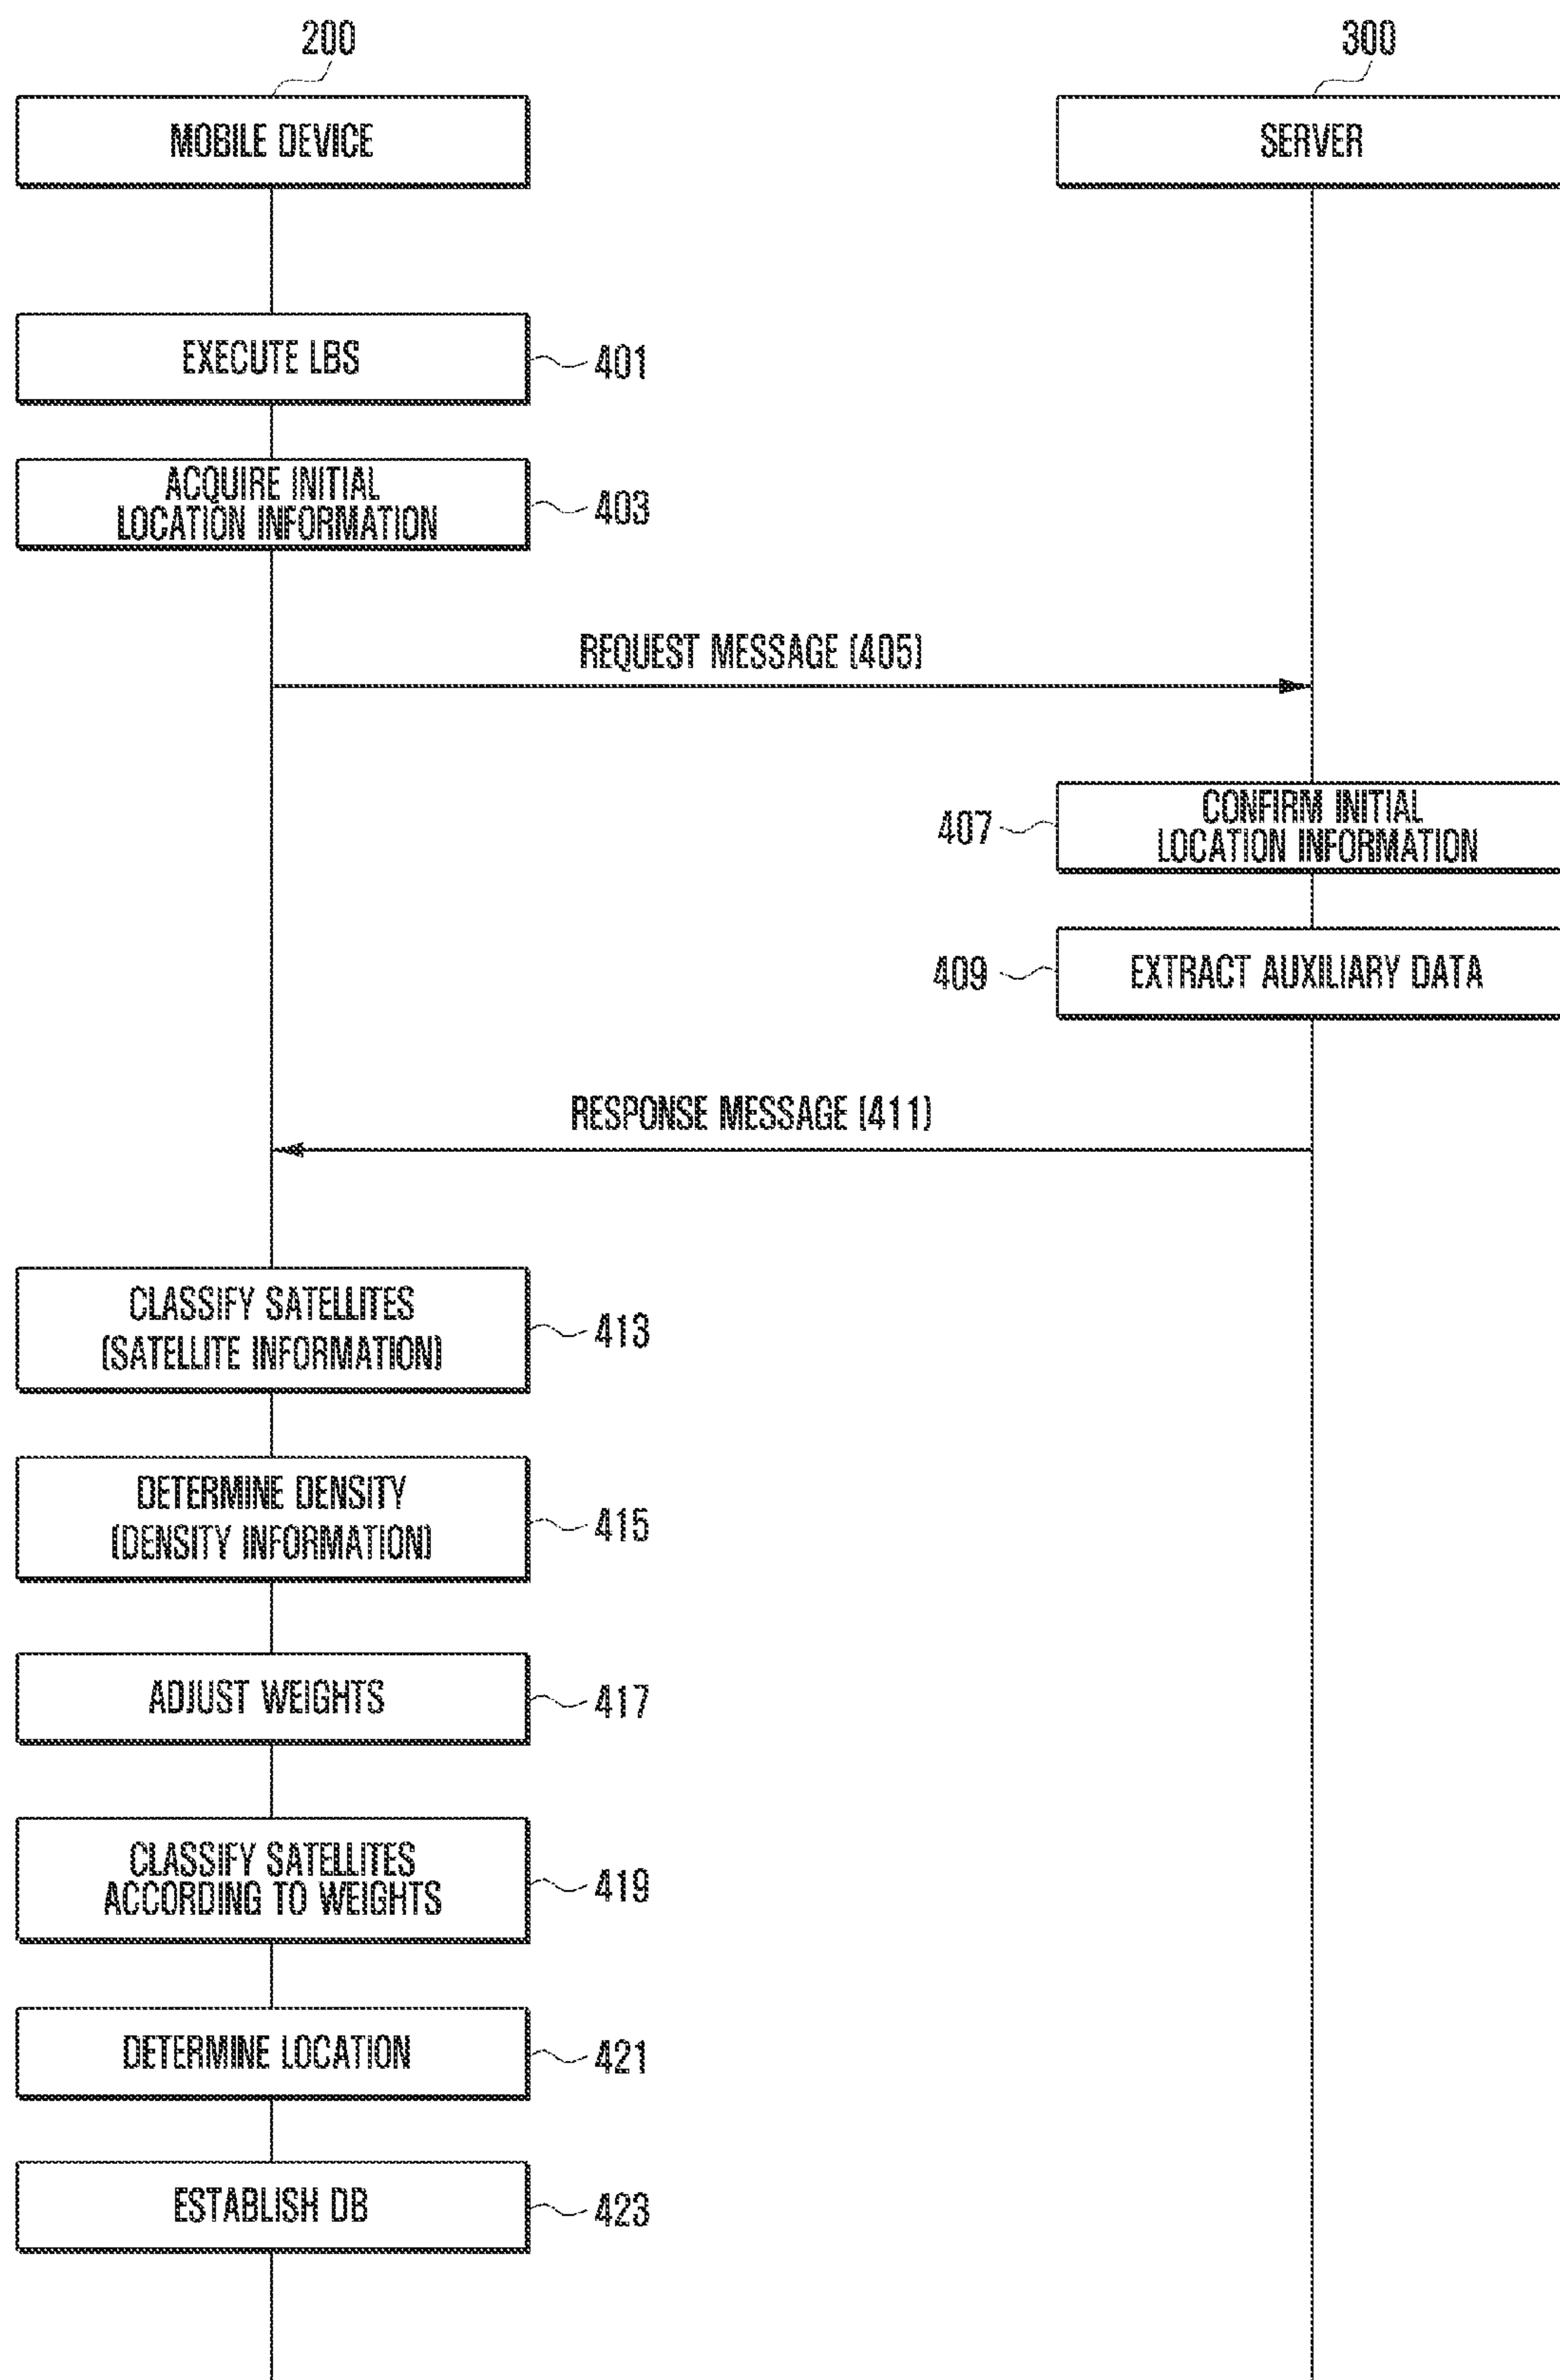 200
300
MOBILE DEVICE
SERVER
EXECUTE LBS
401
ACQUIRE INITIAL
LOCATION INFORMATION
403
REQUEST MESSAGE (405)
CONFIRM INITIAL
LOCATION INFORMATION
407
EXTRACT AUXILIARY DATA
409
RESPONSE MESSAGE (411)
CLASSIFY SATELLITES
(SATELLITE INFORMATION)
413
DETERMINE DENSITY
(DENSITY INFORMATION)
415
ADJUST WEIGHTS
417
CLASSIFY SATELLITES
ACCORDING TO WEIGHTS
419
DETERMINE LOCATION
421
ESTABLISH DB
423